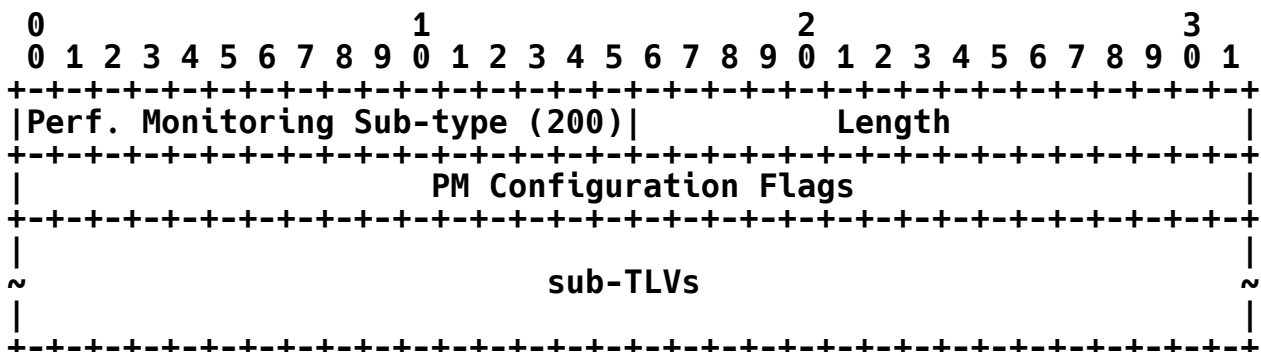 0                   1                   2                   3
 0 1 2 3 4 5 6 7 8 9 0 1 2 3 4 5 6 7 8 9 0 1 2 3 4 5 6 7 8 9 0 1
+-+-+-+-+-+-+-+-+-+-+-+-+-+-+-+-+-+-+-+-+-+-+-+-+-+-+-+-+-+-+-+-+
|Perf. Monitoring Sub-type (200)|          Length               |
+-+-+-+-+-+-+-+-+-+-+-+-+-+-+-+-+-+-+-+-+-+-+-+-+-+-+-+-+-+-+-+-+
|                     PM Configuration Flags                    |
+-+-+-+-+-+-+-+-+-+-+-+-+-+-+-+-+-+-+-+-+-+-+-+-+-+-+-+-+-+-+-+-+
|                                                               |
~                           sub-TLVs                            ~
|                                                               |
+-+-+-+-+-+-+-+-+-+-+-+-+-+-+-+-+-+-+-+-+-+-+-+-+-+-+-+-+-+-+-+-+